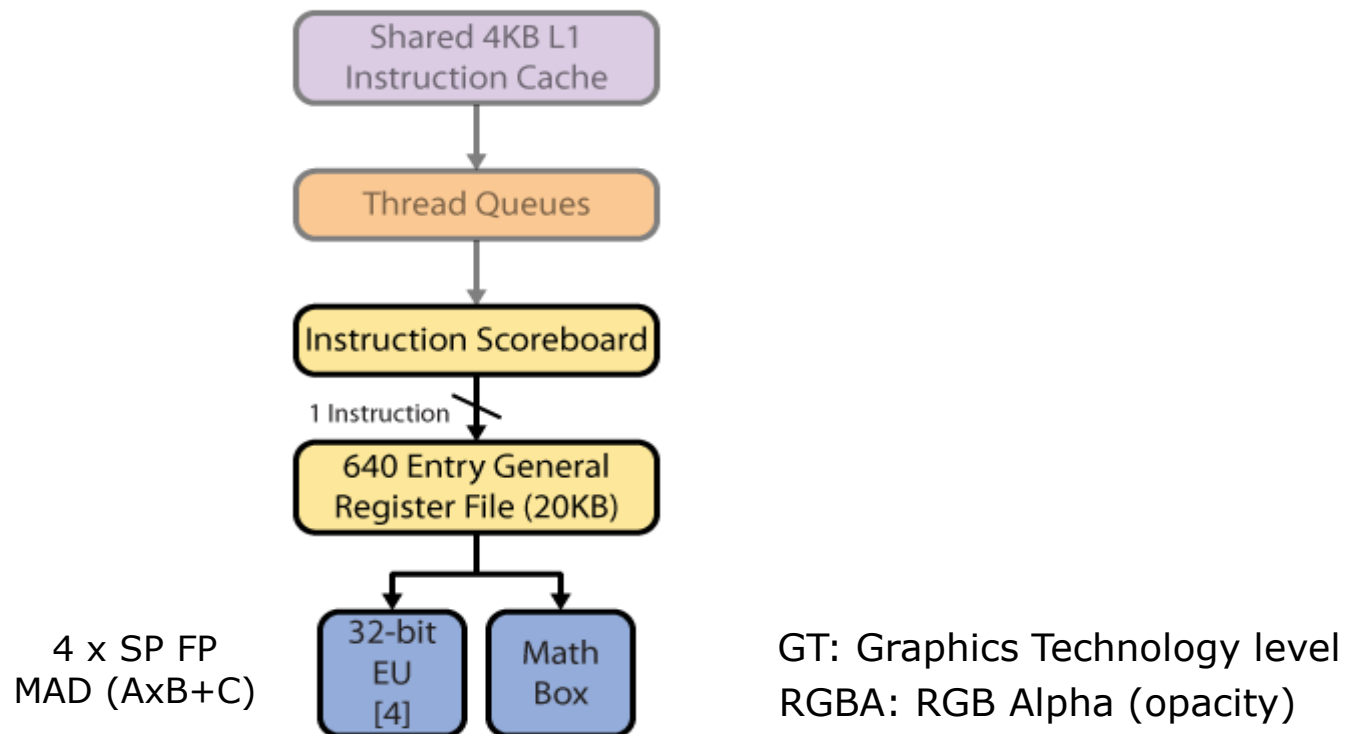 Shared 4KB L1
Instruction Cache
Thread Queues
Instruction Scoreboard
1 Instruction
640 Entry General
Register File (20KB)
4 x SP FP
MAD (AxB+C)
32-bit
EU
[4]
Math
Box
GT: Graphics Technology level
RGBA: RGB Alpha (opacity)